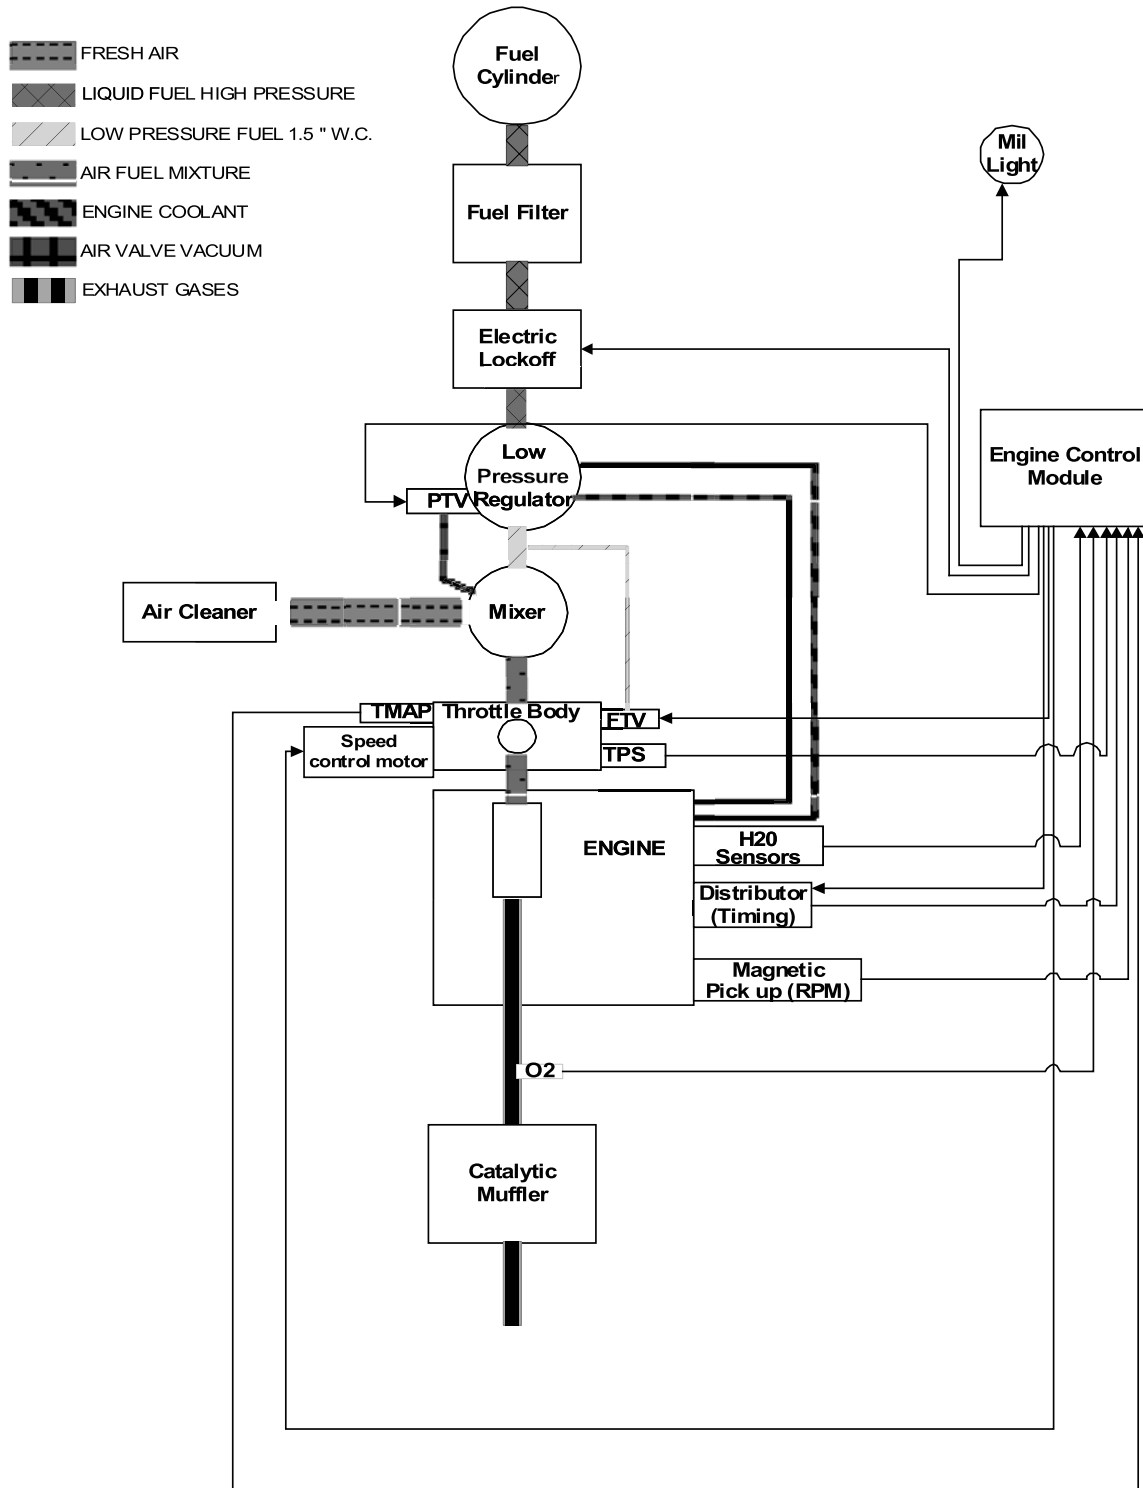 FRESH AIR
LIQUID FUEL HIGH PRESSURE
LOW PRESSURE FUEL 1.5 " W.C.
AIR FUEL MIXTURE
ENGINE COOLANT
AIR VALVE VACUUM
EXHAUST GASES
Fuel
Cylinder
Mil
Light
Fuel Filter
Electric
Lockoff
Low
Pressure
Regulator
PTV
Engine Control
Module
Air Cleaner
Mixer
TMAP
Throttle Body
FTV
Speed
control motor
TPS
ENGINE
H20
Sensors
Distributor
(Timing)
Magnetic
Pick up (RPM)
O2
Catalytic
Muffler